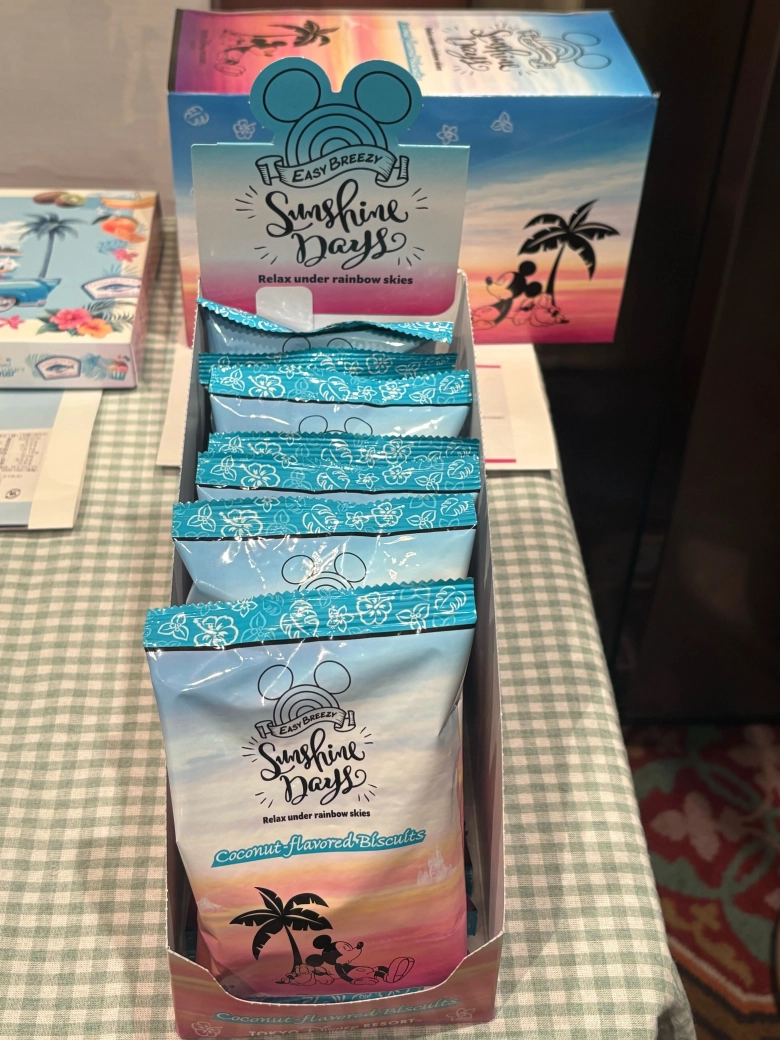 EASY BREEZY
Sunshine
Days
Relax under rainbow skies
EASY BREEZY
Sunshine
Days
Relax under rainbow skies
Coconut-flavored Biscuits
Coconut-flavored Biscuits
RESORT